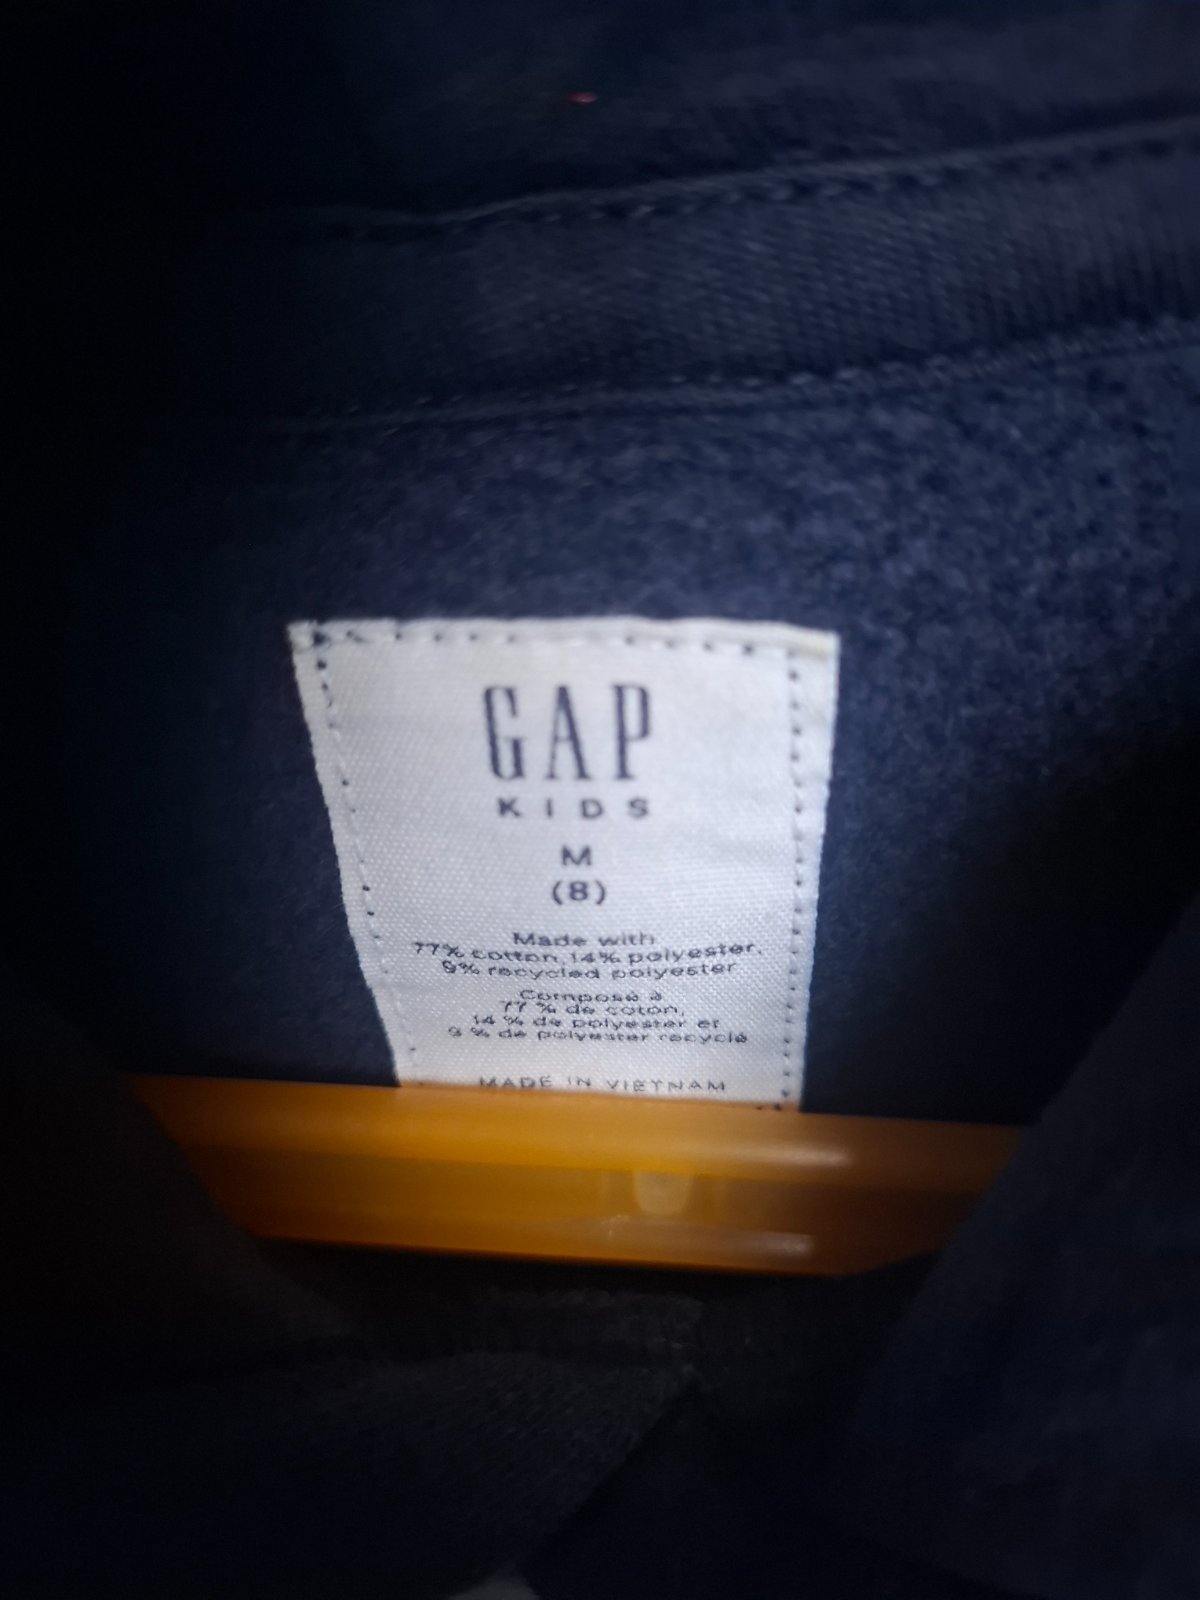 GAP
KIDS
M
(8)
Made with
77% cotton, 14% polyester,
9% recycled polyester
Composé à
77 % de coton,
14 % de polyester et
9 % de polyester recyclé
MADE IN VIETNAM